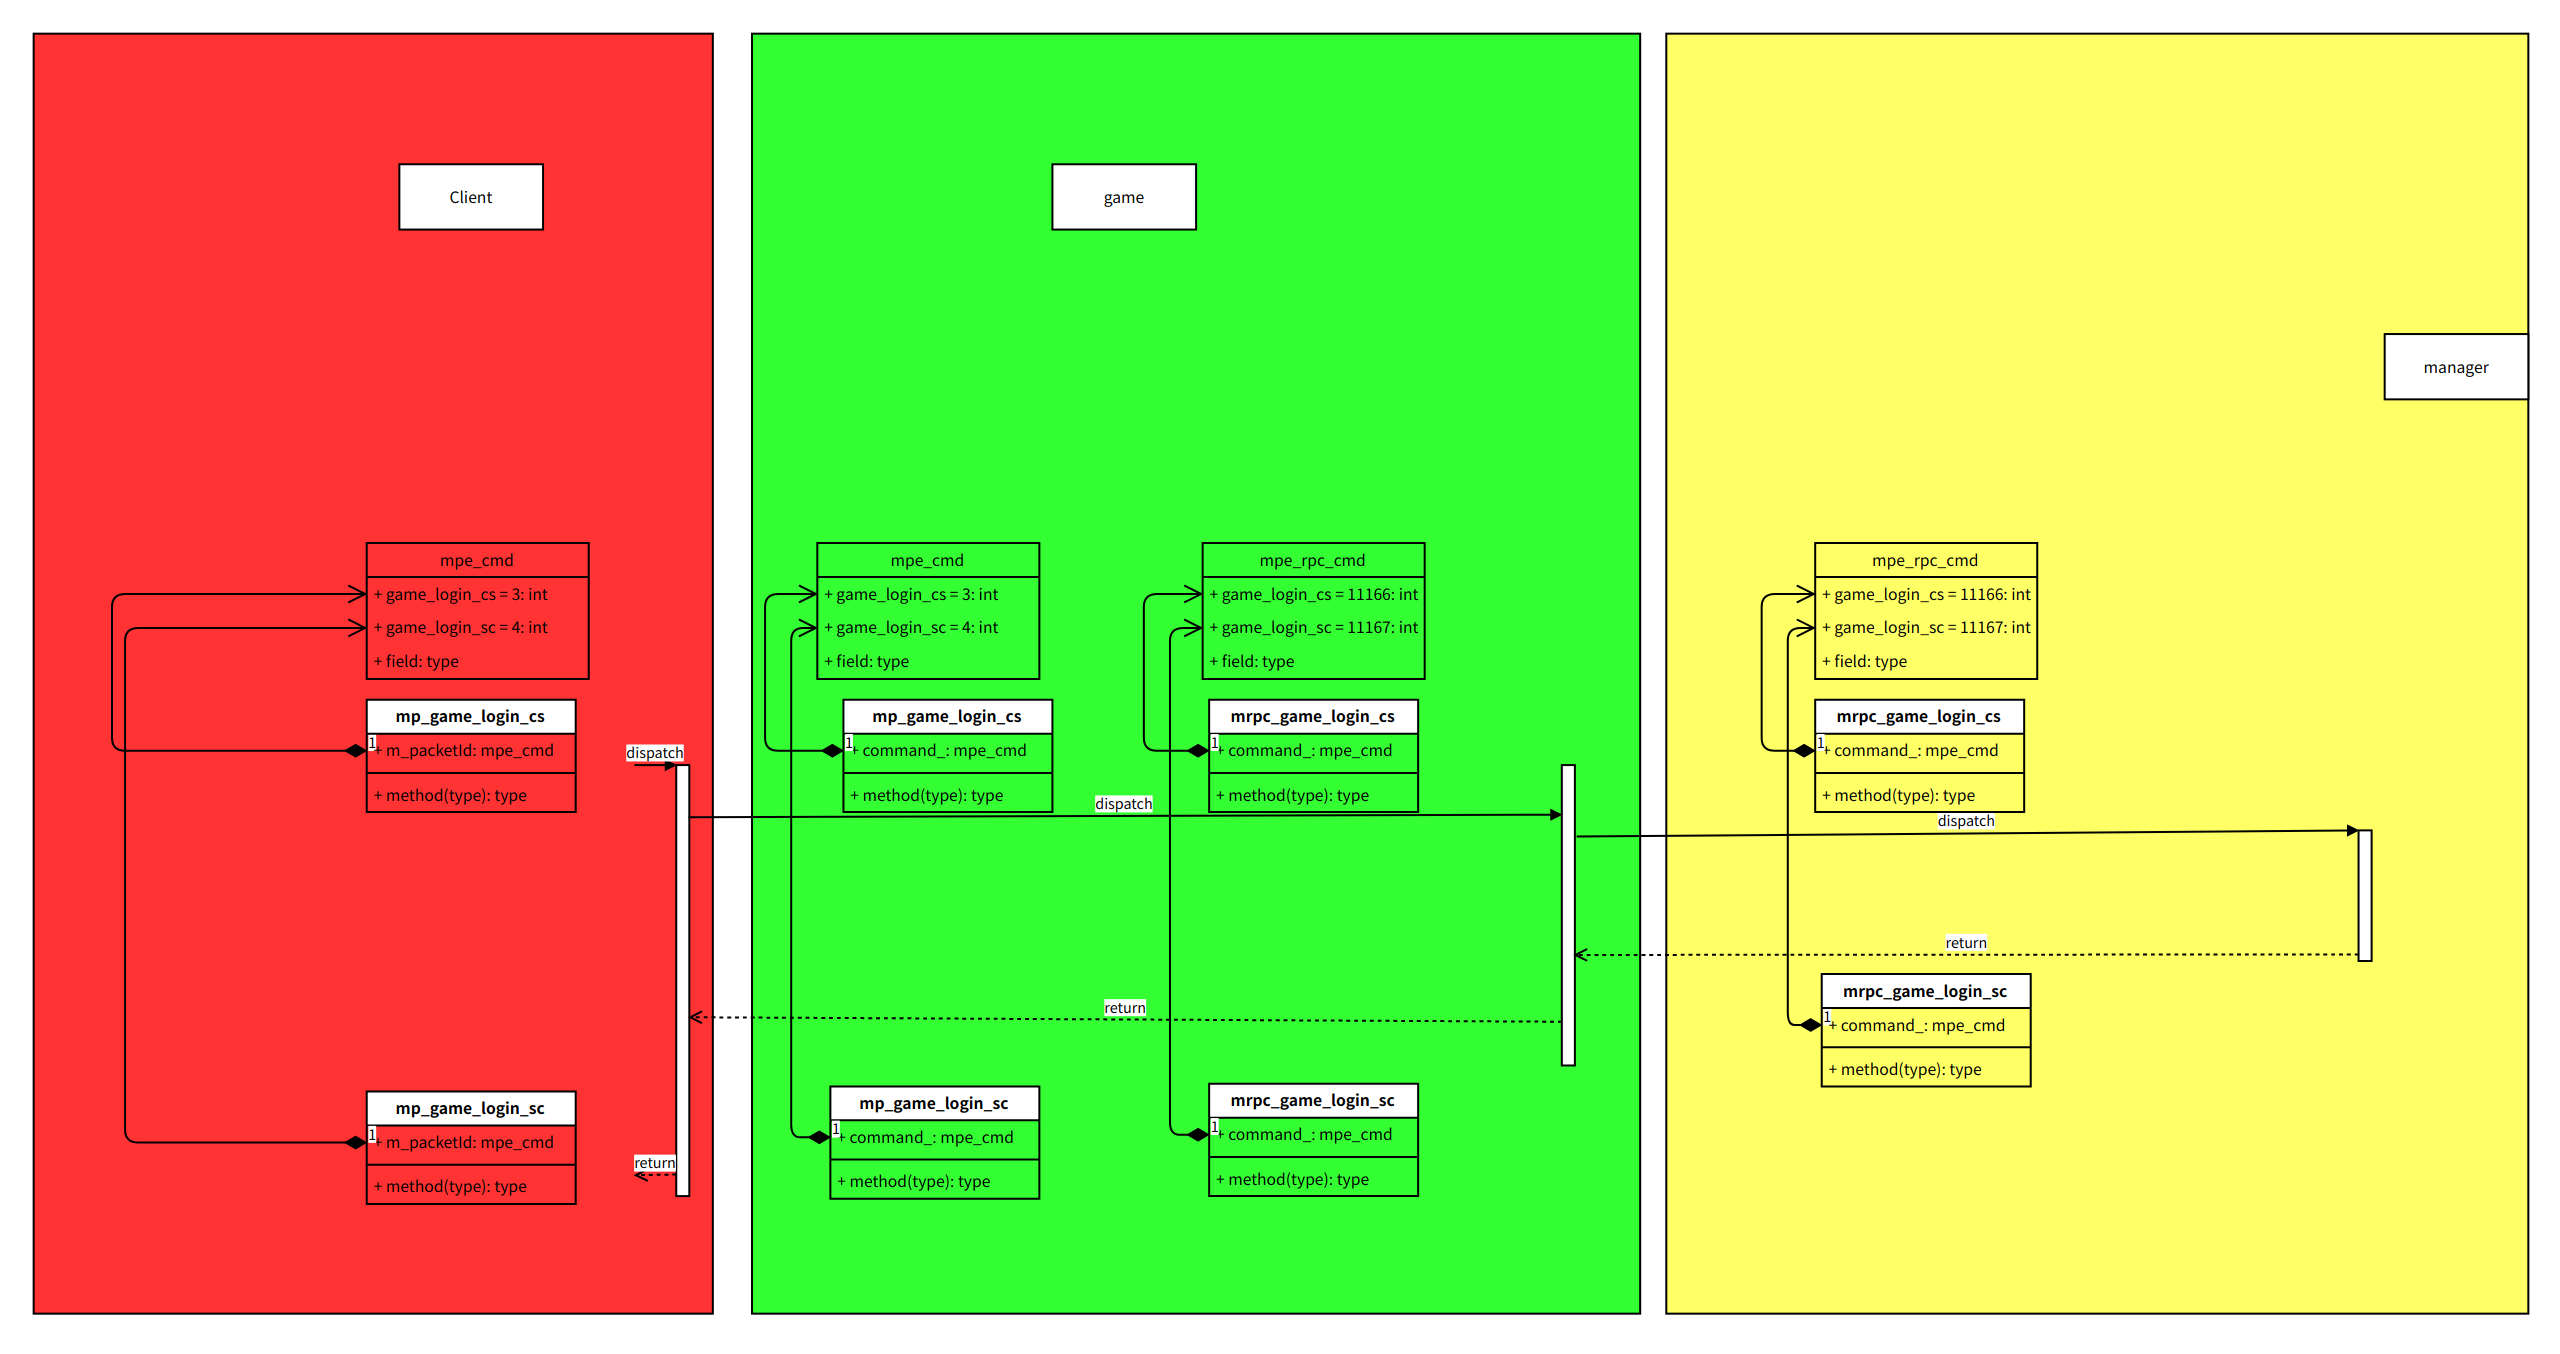 Client
mpe_cmd
+ game_login_cs = 3: int
+ game_login_sc = 4: int
+ field: type
mp_game_login_cs
1
+ m_packetId: mpe_cmd
+ method(type): type
dispatch
mp_game_login_sc
1
+ m_packetId: mpe_cmd
+ method(type): type
return
game
mpe_cmd
+ game_login_cs = 3: int
+ game_login_sc = 4: int
+ field: type
mp_game_login_cs
1
+ command_: mpe_cmd
+ method(type): type
mpe_rpc_cmd
+ game_login_cs = 11166: int
+ game_login_sc = 11167: int
+ field: type
mrpc_game_login_cs
1
+ command_: mpe_cmd
+ method(type): type
dispatch
return
mp_game_login_sc
1
+ command_: mpe_cmd
+ method(type): type
mrpc_game_login_sc
1
+ command_: mpe_cmd
+ method(type): type
manager
mpe_rpc_cmd
+ game_login_cs = 11166: int
+ game_login_sc = 11167: int
+ field: type
mrpc_game_login_cs
1
+ command_: mpe_cmd
+ method(type): type
dispatch
return
mrpc_game_login_sc
1
+ command_: mpe_cmd
+ method(type): type